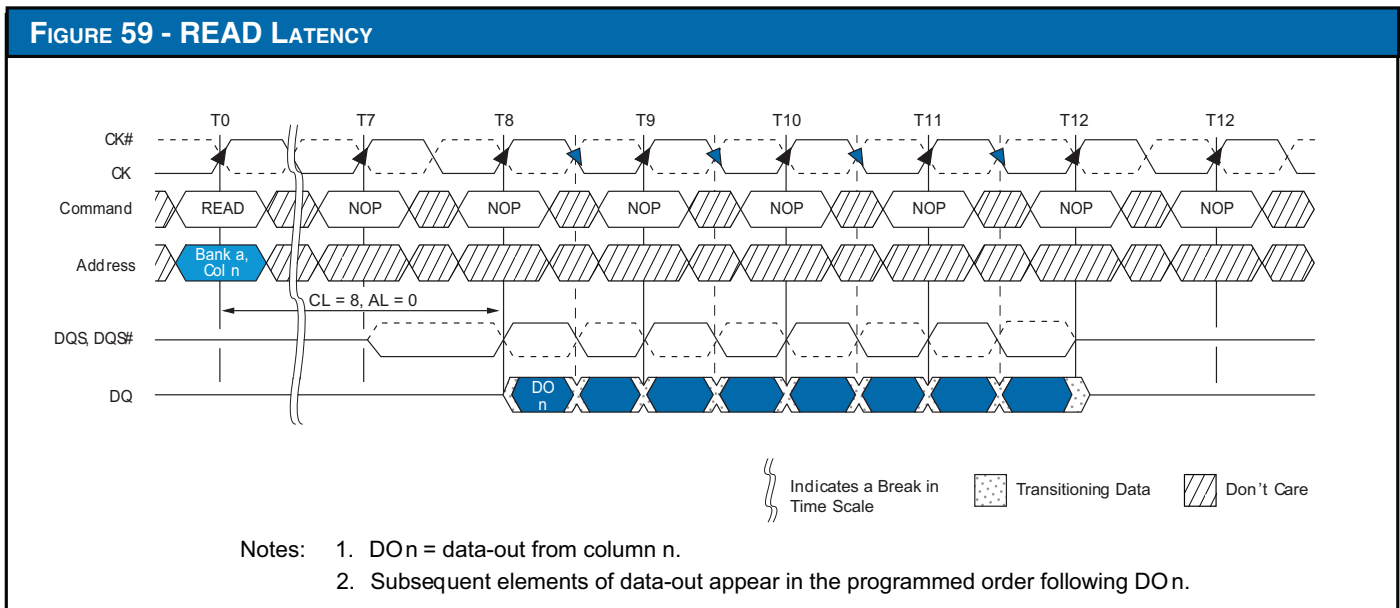 FIGURE 59 - READ LATENCY
T0 T7 T8 T9 T10 T11 T12 T12
CK#
CK
Command READ NOP NOP NOP NOP NOP NOP NOP
Address Bank a,
Col n
CL = 8, AL = 0
DQS, DQS#
DQ DO
n
Indicates a Break in
Time Scale
Transitioning Data
Don't Care
Notes: 1. DO n = data-out from column n.
2. Subsequent elements of data-out appear in the programmed order following DO n.